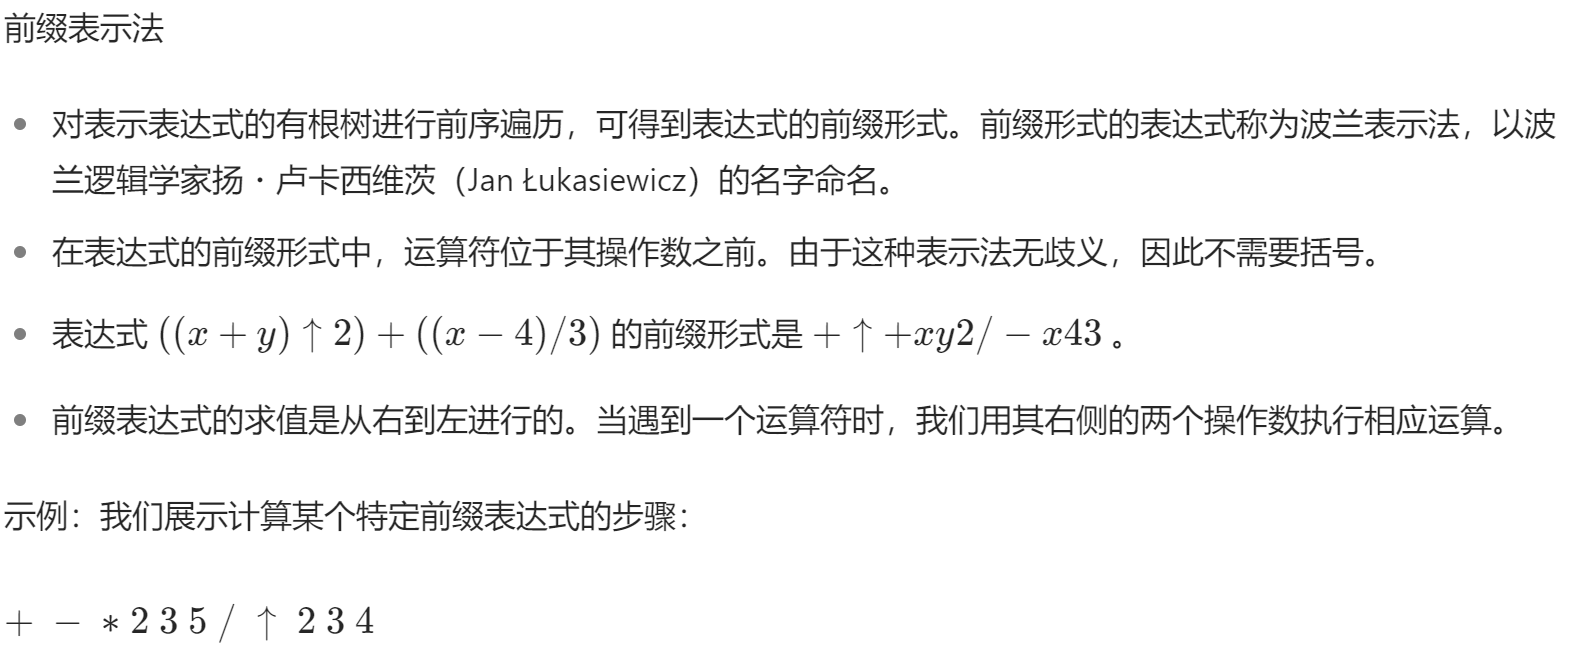 前缀表示法
• 对表示表达式的有根树进行前序遍历，可得到表达式的前缀形式。前缀形式的表达式称为波兰表示法，以波
兰逻辑学家扬・卢卡西维茨（Jan Łukasiewicz）的名字命名。
• 在表达式的前缀形式中，运算符位于其操作数之前。由于这种表示法无歧义，因此不需要括号。
• 表达式 ((x + y) ↑ 2) + ((x − 4)/3) 的前缀形式是 + ↑ +xy2/ − x43 。
• 前缀表达式的求值是从右到左进行的。当遇到一个运算符时，我们用其右侧的两个操作数执行相应运算。
示例：我们展示计算某个特定前缀表达式的步骤：
+ − ∗ 2 3 5 / ↑ 2 3 4